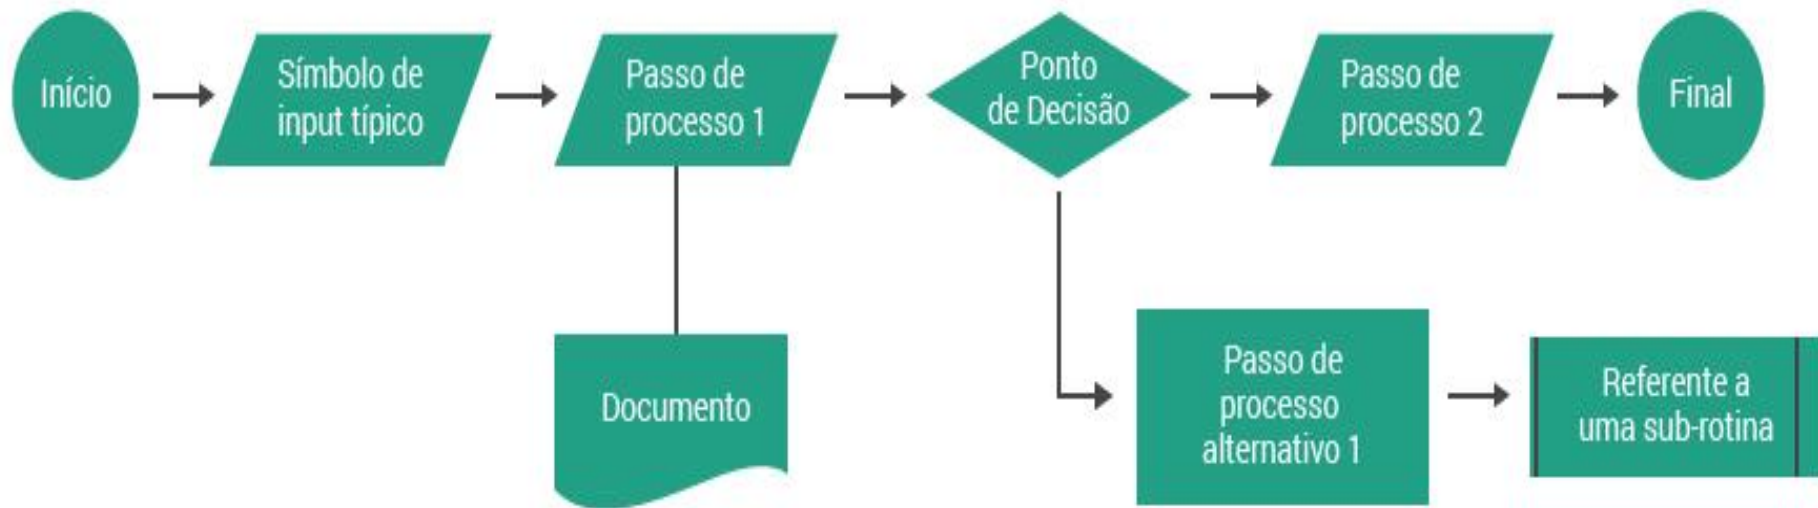 Início
Símbolo de
input típico
Passo de
processo 1
Ponto
de Decisão
Passo de
processo 2
Final
Documento
Passo de
processo
alternativo 1
Referente a
uma sub-rotina